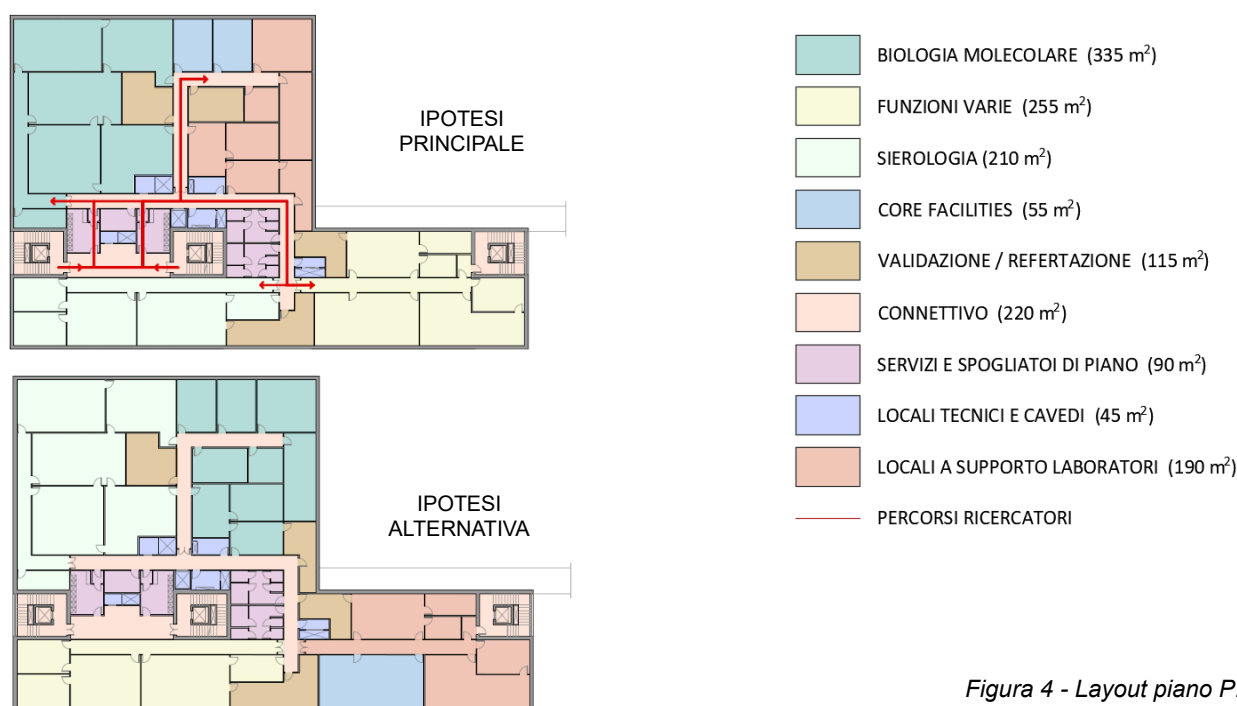 IPOTESI
PRINCIPALE
IPOTESI
ALTERNATIVA
BIOLOGIA MOLECOLARE (335 m²)
FUNZIONI VARIE (255 m²)
SIEROLOGIA (210 m²)
CORE FACILITIES (55 m²)
VALIDAZIONE / REFERTAZIONE (115 m²)
CONNETTIVO (220 m²)
SERVIZI E SPOGLIATOI DI PIANO (90 m²)
LOCALI TECNICI E CAVEDI (45 m²)
LOCALI A SUPPORTO LABORATORI (190 m²)
PERCORSI RICERCATORI
Figura 4 - Layout piano P